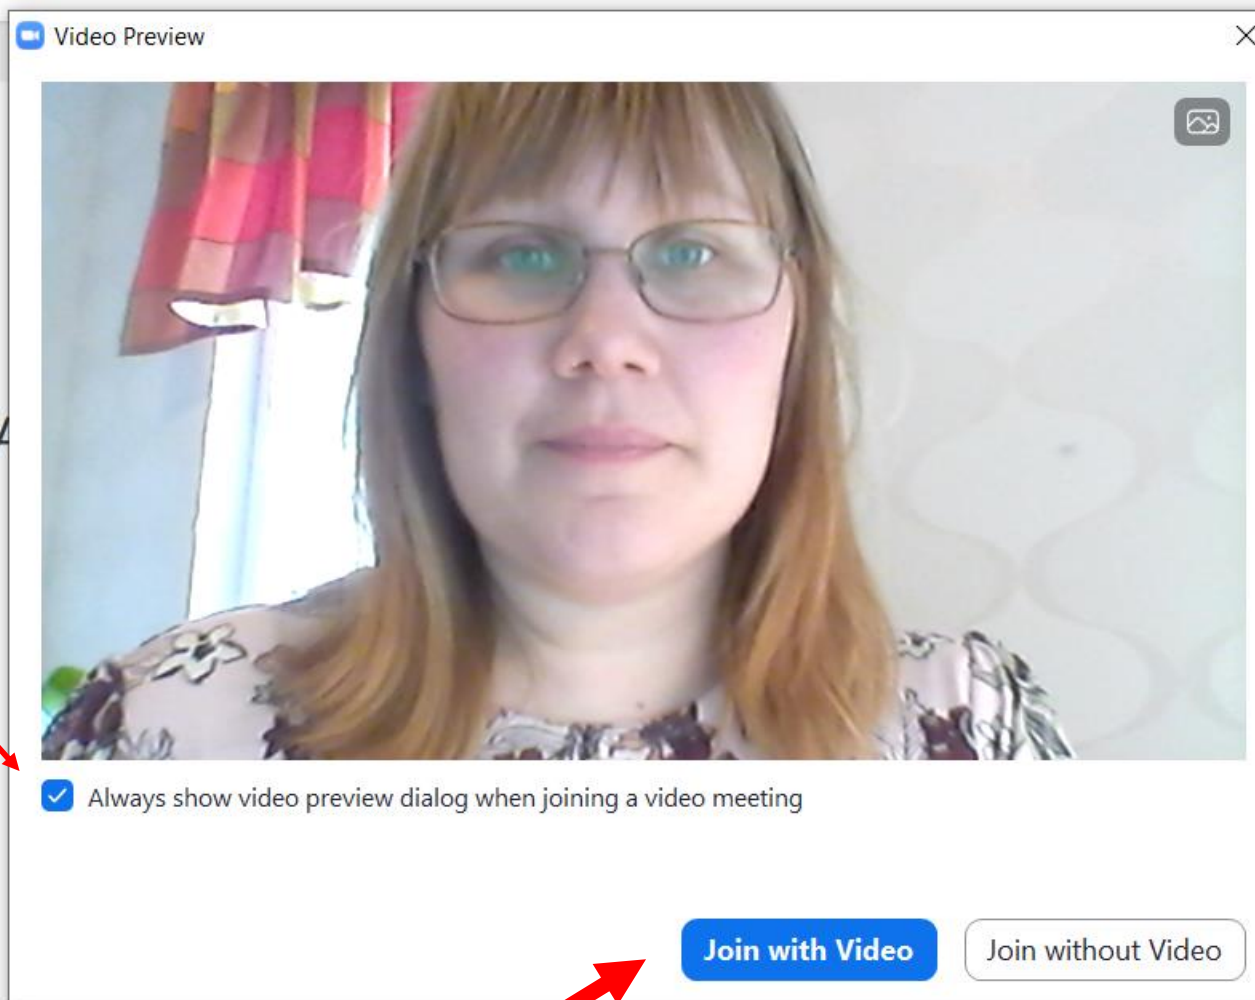 Video Preview
Always show video preview dialog when joining a video meeting
Join with Video
Join without Video